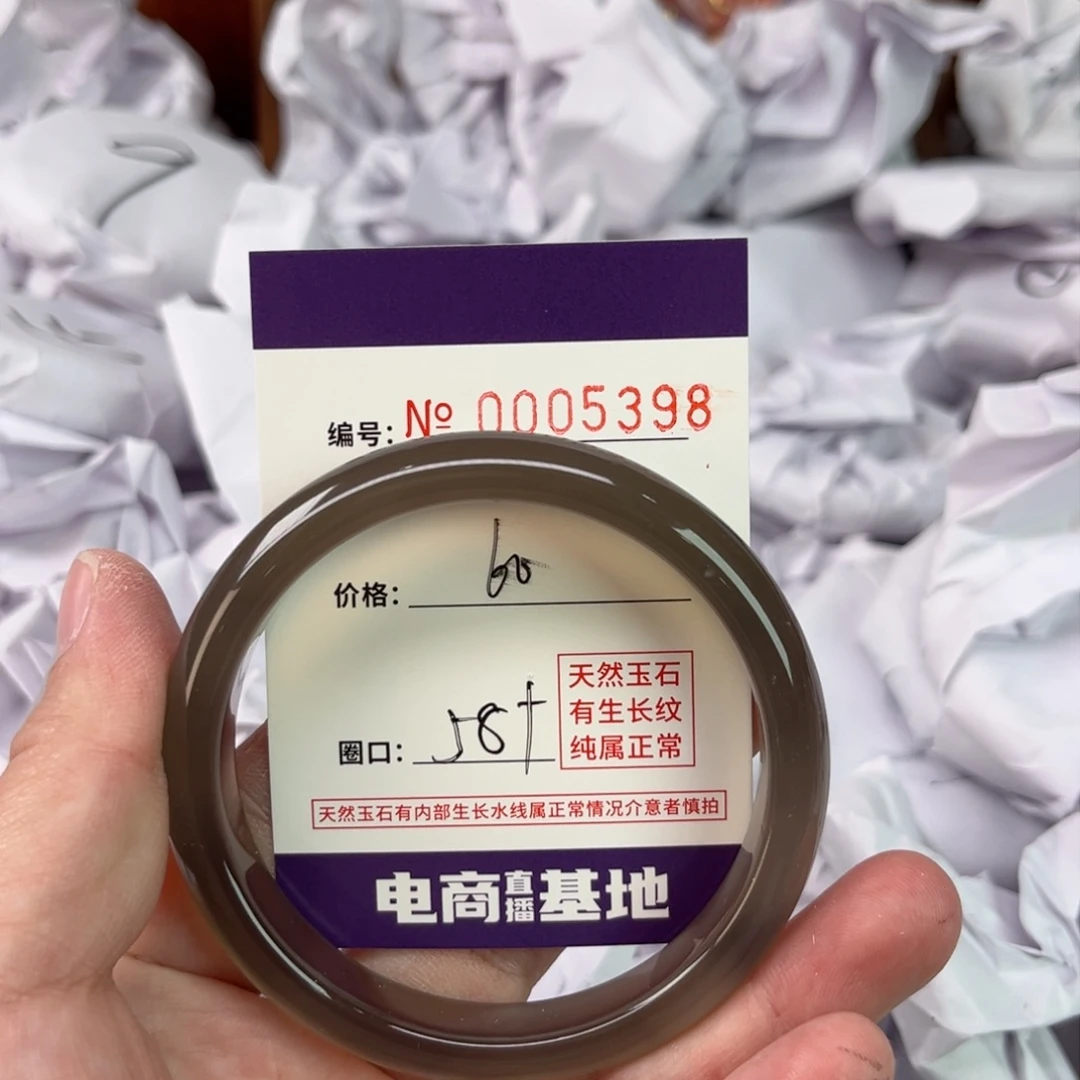 编号: № 0005398
价格: 60
圈口: 58+
天然玉石
有生长纹
纯属正常
天然玉石有内部生长水线属正常情况介意者慎拍
电商直播基地